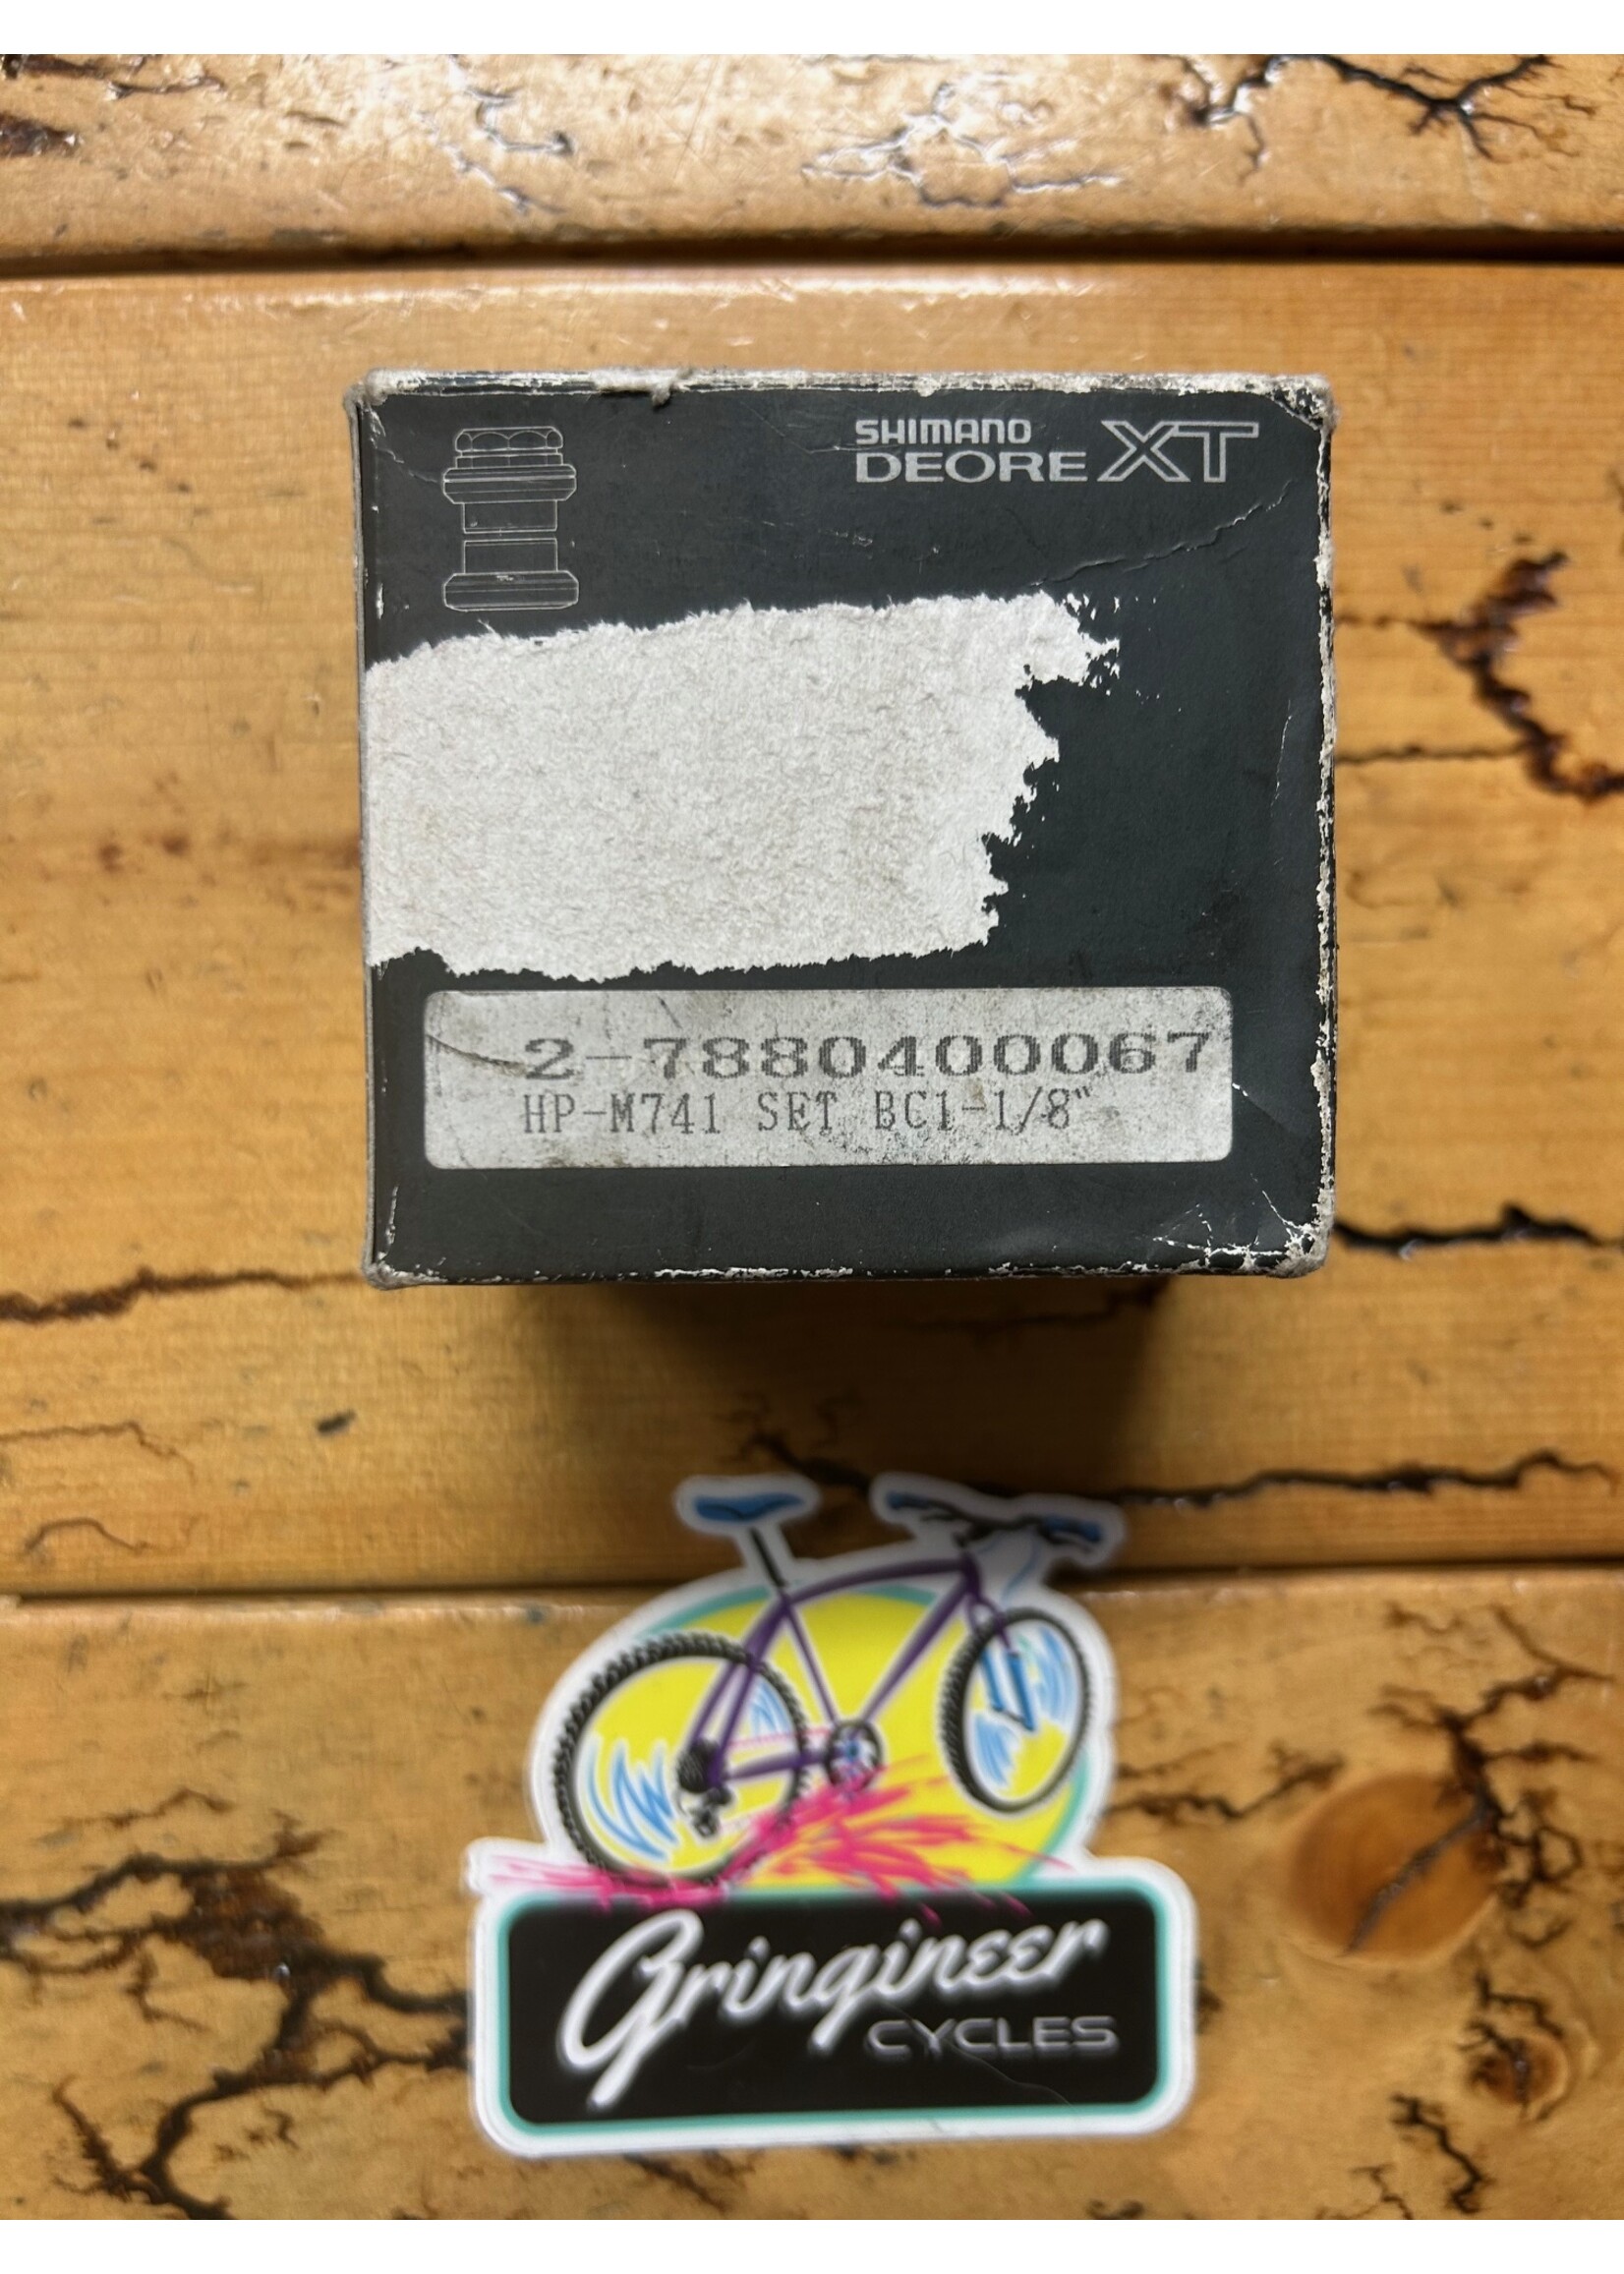 SHIMANO
DEORE XT
2-7880400067
HP-M741 SET BC1-1/8"
Gringineer
CYCLES